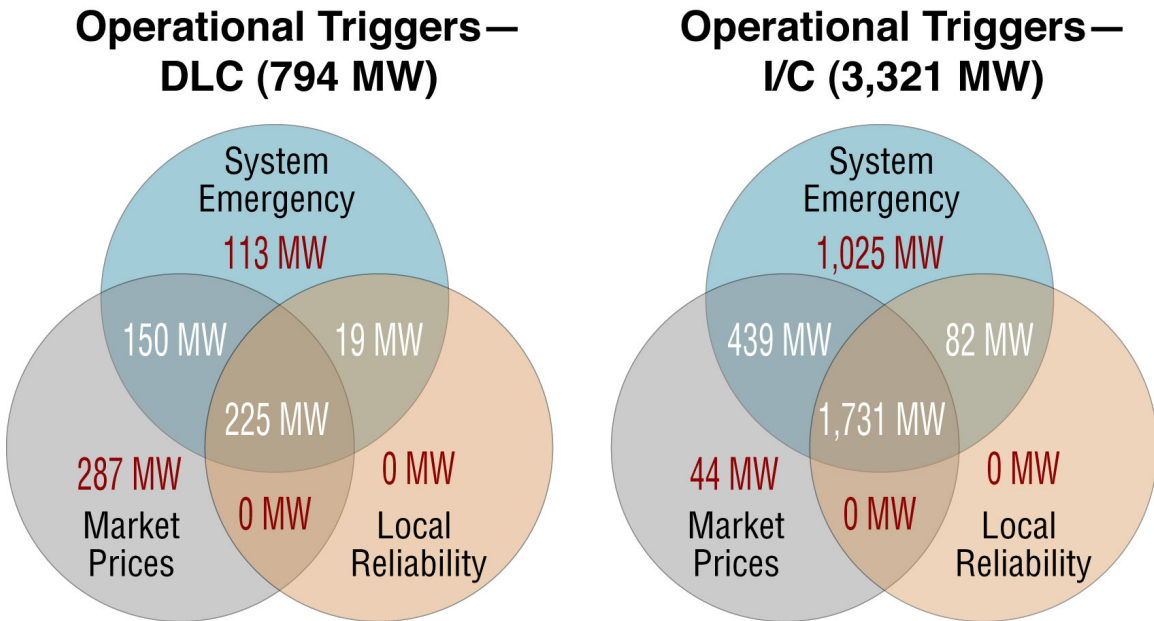 Operational Triggers—
DLC (794 MW)
System
Emergency
113 MW
150 MW
19 MW
225 MW
287 MW
0 MW
0 MW
Market
Prices
Local
Reliability
Operational Triggers—
I/C (3,321 MW)
System
Emergency
1,025 MW
439 MW
82 MW
1,731 MW
44 MW
0 MW
0 MW
Market
Prices
Local
Reliability